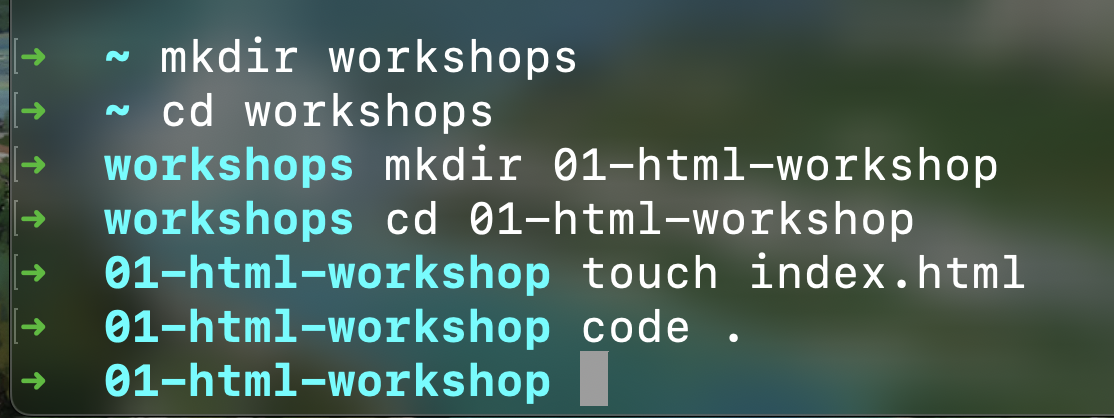 ➜ ~ mkdir workshops
➜ ~ cd workshops
➜ workshops mkdir 01-html-workshop
➜ workshops cd 01-html-workshop
➜ 01-html-workshop touch index.html
➜ 01-html-workshop code .
➜ 01-html-workshop